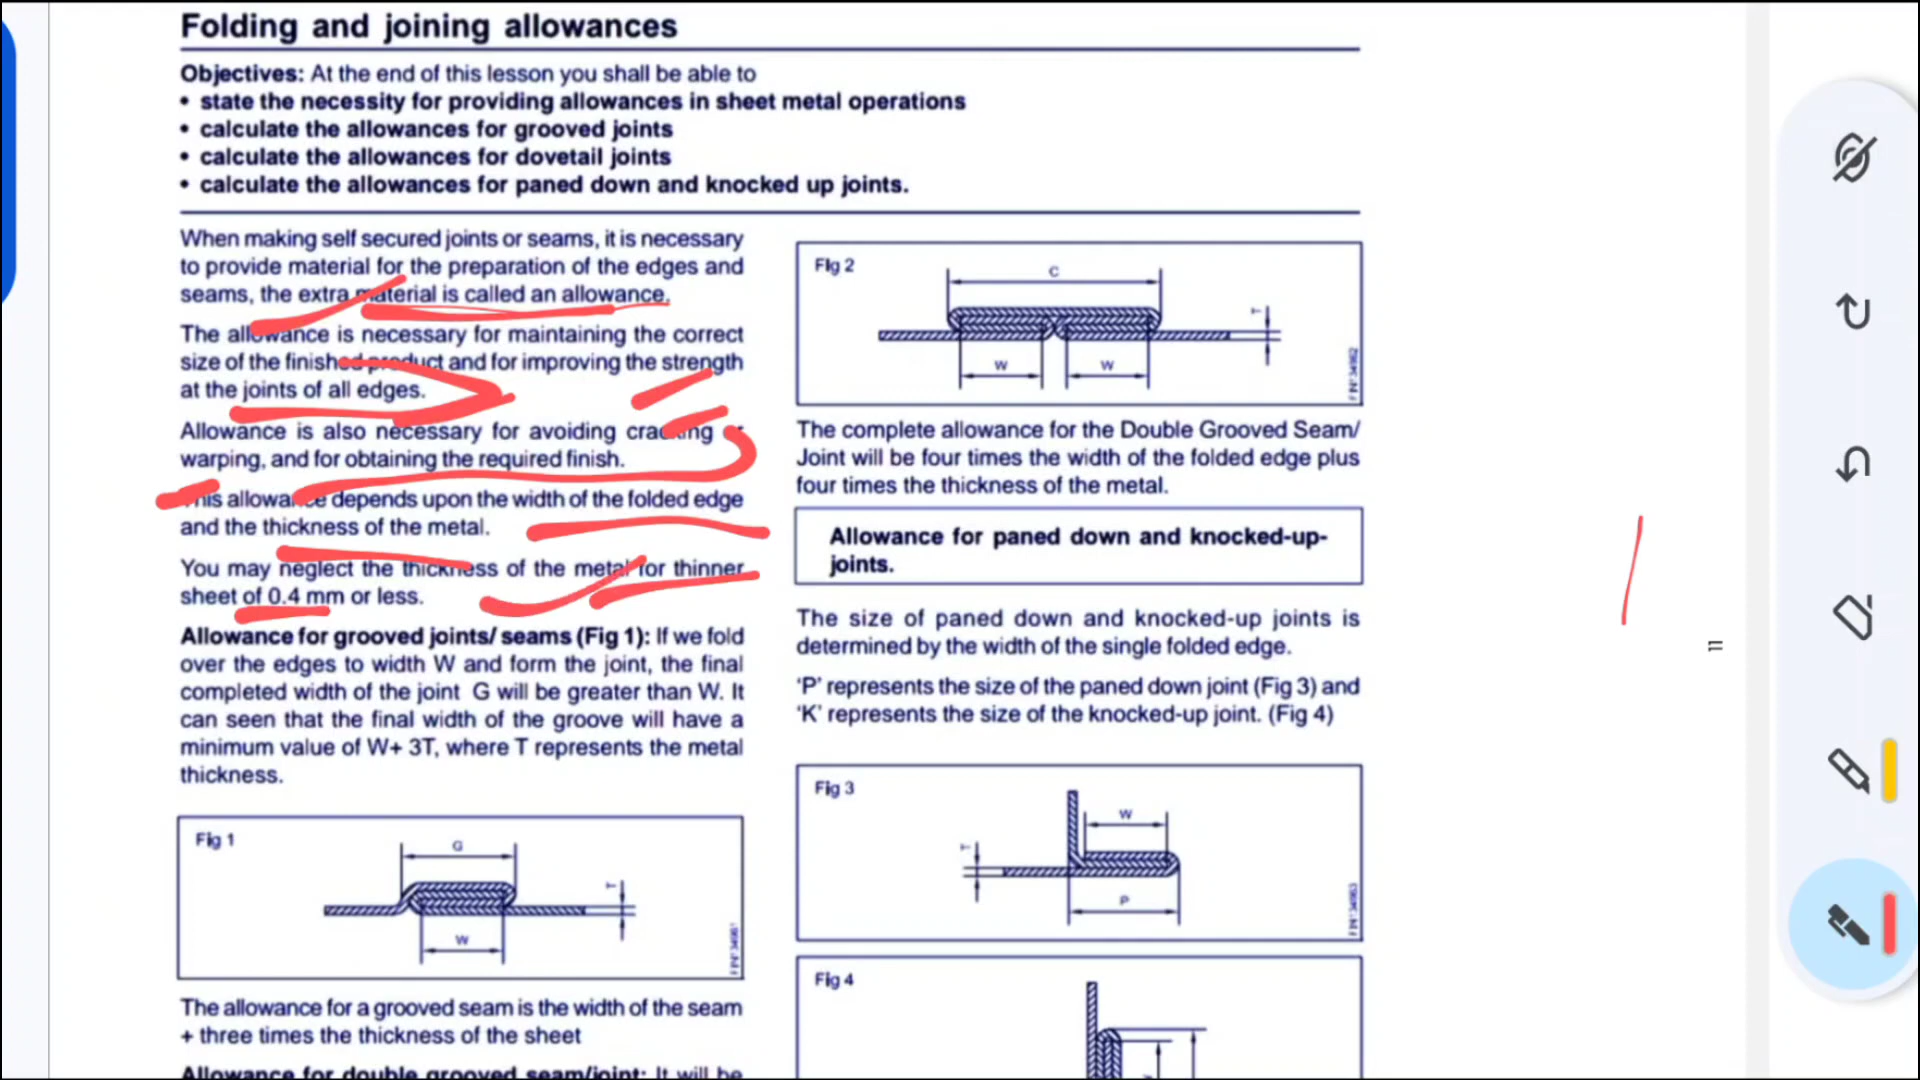 Folding and joining allowances
Objectives: At the end of this lesson you shall be able to
• state the necessity for providing allowances in sheet metal operations
• calculate the allowances for grooved joints
• calculate the allowances for dovetail joints
• calculate the allowances for paned down and knocked up joints.
When making self secured joints or seams, it is necessary
to provide material for the preparation of the edges and
seams, the extra material is called an allowance.
The allowance is necessary for maintaining the correct
size of the finished product and for improving the strength
at the joints of all edges.
Allowance is also necessary for avoiding cracking or
warping, and for obtaining the required finish.
This allowance depends upon the width of the folded edge
and the thickness of the metal.
You may neglect the thickness of the metal for thinner
sheet of 0.4 mm or less.
Allowance for grooved joints/ seams (Fig 1): If we fold
over the edges to width W and form the joint, the final
completed width of the joint G will be greater than W. It
can seen that the final width of the groove will have a
minimum value of W+ 3T, where T represents the metal
thickness.
Fig 1
G
T
W
The allowance for a grooved seam is the width of the seam
+ three times the thickness of the sheet
Allowance for double grooved seam/joint: It will be
Fig 2
C
T
W W
The complete allowance for the Double Grooved Seam/
Joint will be four times the width of the folded edge plus
four times the thickness of the metal.
Allowance for paned down and knocked-up-
joints.
The size of paned down and knocked-up joints is
determined by the width of the single folded edge.
‘P’ represents the size of the paned down joint (Fig 3) and
‘K’ represents the size of the knocked-up joint. (Fig 4)
Fig 3
W
T
P
Fig 4